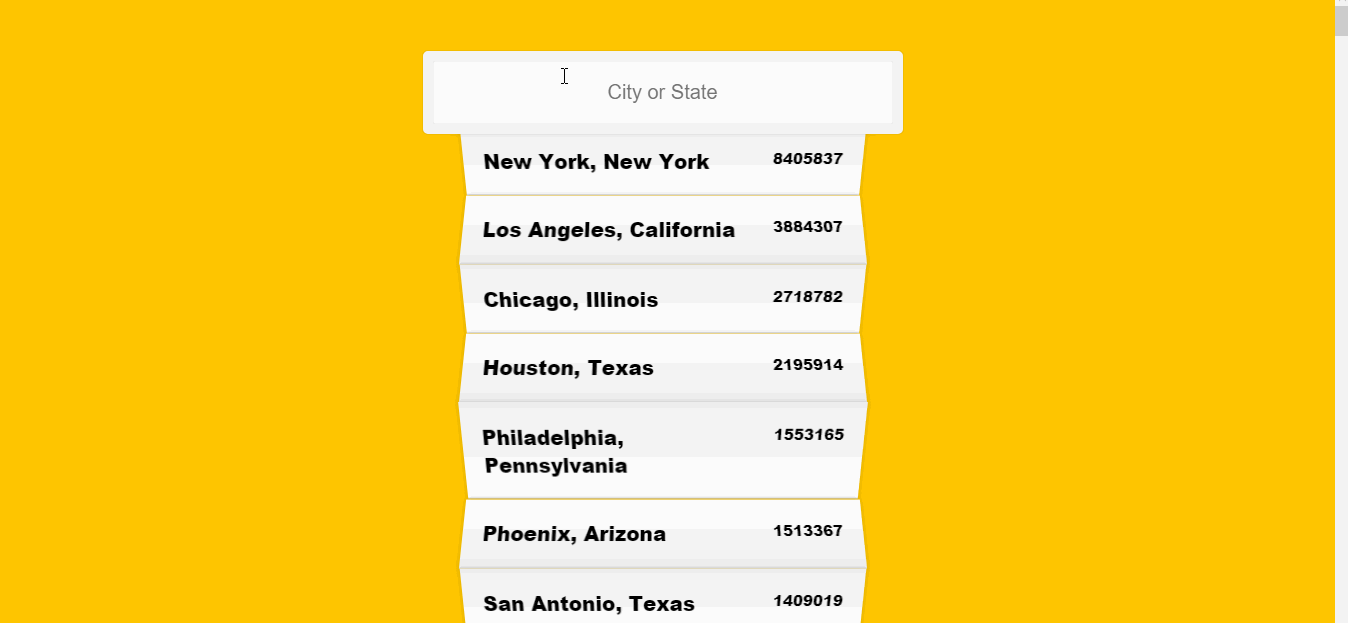 City or State
New York, New York 8405837
Los Angeles, California 3884307
Chicago, Illinois 2718782
Houston, Texas 2195914
Philadelphia, 1553165
Pennsylvania
Phoenix, Arizona 1513367
San Antonio, Texas 1409019